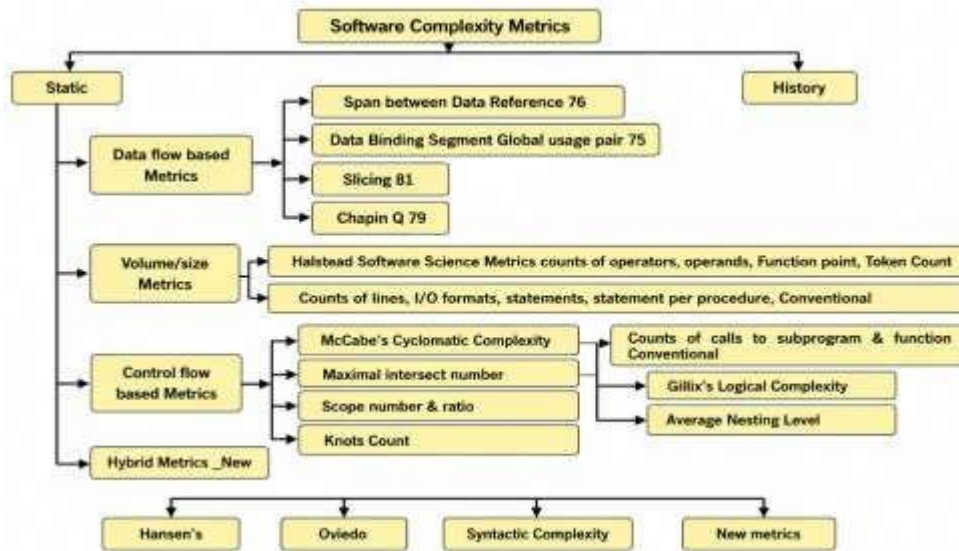 Software Complexity Metrics
Static
History
Data flow based
Metrics
Span between Data Reference 76
Data Binding Segment Global usage pair 75
Slicing 81
Chapin Q 79
Volume/size
Metrics
Halstead Software Science Metrics counts of operators, operands, Function point, Token Count
Counts of lines, I/O formats, statements, statement per procedure, Conventional
Control flow
based Metrics
McCabe's Cyclomatic Complexity
Maximal intersect number
Scope number & ratio
Knots Count
Counts of calls to subprogram & function
Conventional
Gillix's Logical Complexity
Average Nesting Level
Hybrid Metrics _New
Hansen's
Oviedo
Syntactic Complexity
New metrics